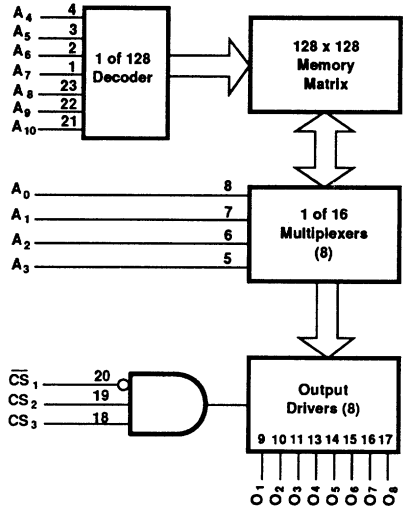 A4 4
A5 3
A6 2
A7 1
A8 23
A9 22
A10 21
1 of 128
Decoder
128 x 128
Memory
Matrix
A0 8
A1 7
A2 6
A3 5
1 of 16
Multiplexers
(8)
C̅S̅1 20
CS2 19
CS3 18
Output
Drivers (8)
9 10 11 13 14 15 16 17
O1 O2 O3 O4 O5 O6 O7 O8